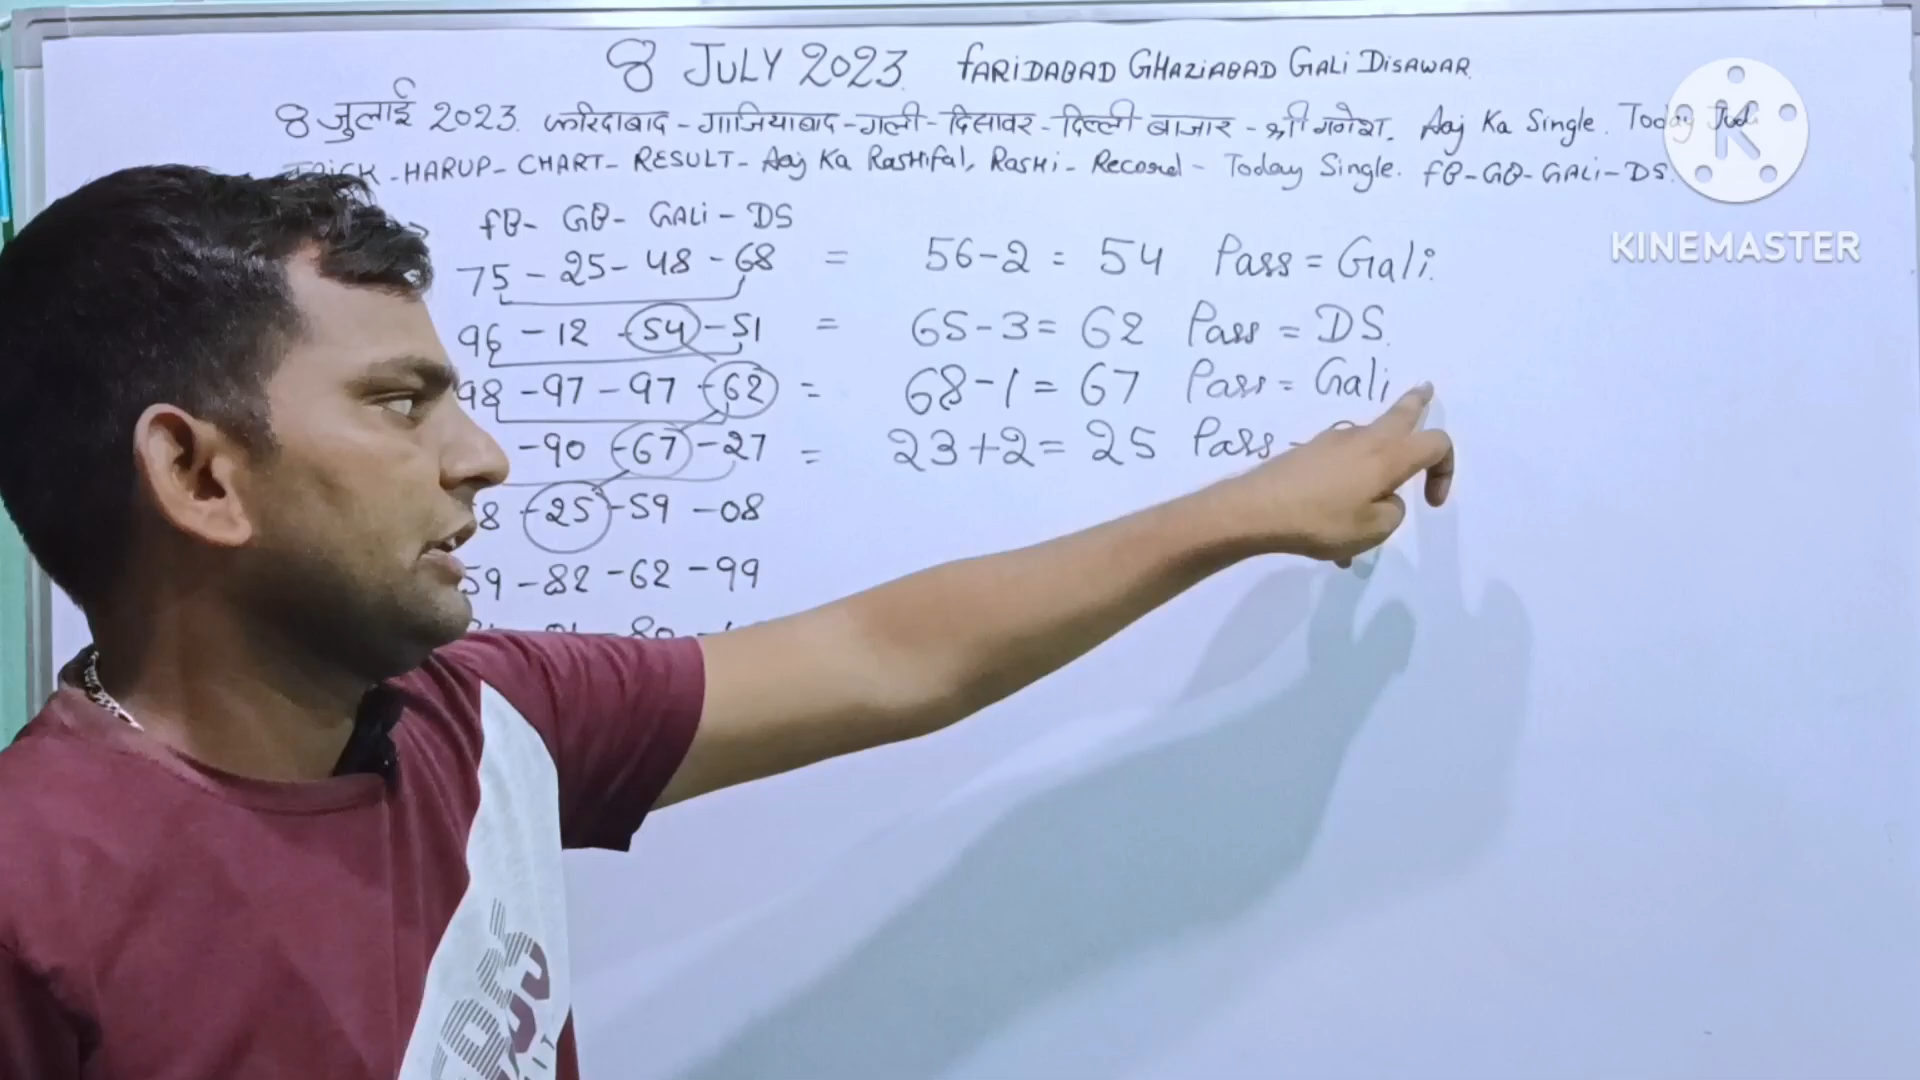 8 JULY 2023. FARIDABAD GHAZIABAD GALI DISAWAR
8 जुलाई 2023. फरिदाबाद - गाजियाबाद - गली - दिसावर - दिल्ली बाजार - श्री गणेश. Aaj Ka Single. Today
- HARUP - CHART - RESULT - Aaj Ka Rashifal, Rashi - Record - Today Single. FB - GB - GALI - DS.
FB - GB - GALI - DS
75 - 25 - 48 - 68 = 56 - 2 = 54 Pass = Gali.
96 - 12 - 54 - 51 = 65 - 3 = 62 Pass = DS.
98 - 97 - 97 - 62 = 68 - 1 = 67 Pass = Gali
- 90 - 67 - 27 = 23 + 2 = 25 Pass
8 - 25 - 59 - 08
59 - 82 - 62 - 99
KINEMASTER